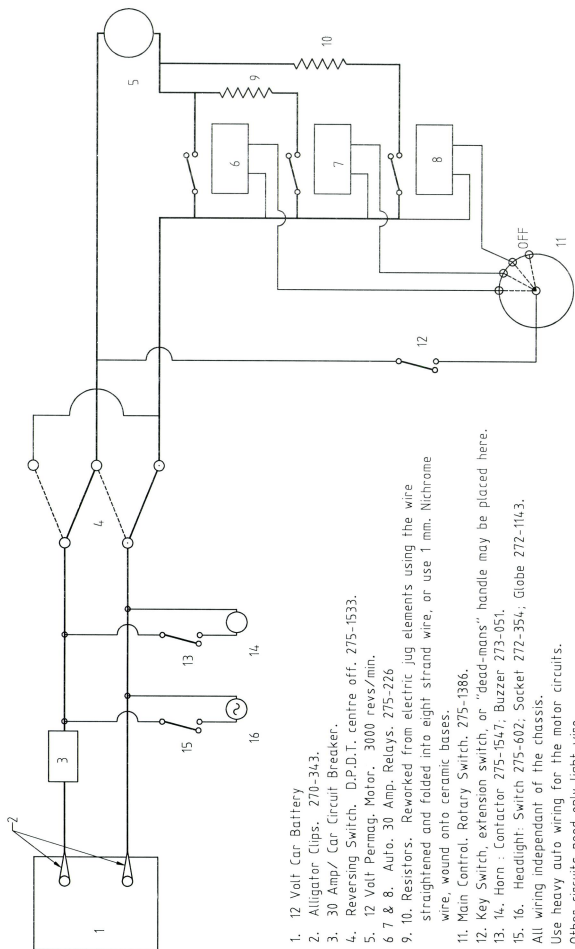 1
2
3
4
5
6
7
8
9
10
OFF
11
12
13
14
15
16
1. 12 Volt Car Battery
2. Alligator Clips. 270-343.
3. 30 Amp/ Car Circuit Breaker.
4. Reversing Switch. D.P.D.T. centre off. 275-1533.
5. 12 Volt Permag. Motor. 3000 revs/min.
6 7 & 8. Auto. 30 Amp. Relays. 275-226
9. 10. Resistors. Reworked from electric jug elements using the wire
straightened and folded into eight strand wire, or use 1 mm. Nichrome
wire, wound onto ceramic bases.
11. Main Control. Rotary Switch. 275-1386.
12. Key Switch, extension switch, or "dead-mans" handle may be placed here.
13. 14. Horn : Contactor 275-1547; Buzzer 273-051.
15. 16. Headlight: Switch 275-602; Socket 272-354; Globe 272-1143.
All wiring independant of the chassis.
Use heavy auto wiring for the motor circuits.
Other circuits need only light wire.